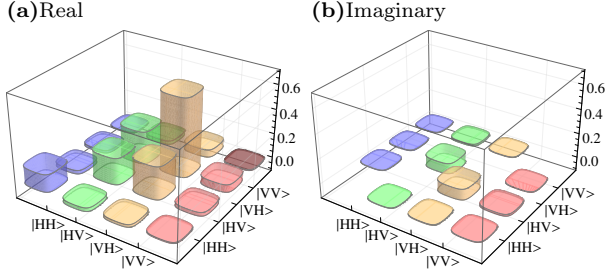 (a)Real
(b)Imaginary
0.6
0.4
0.2
0.0
|HH>
|HV>
|VH>
|VV>
|HH>
|HV>
|VH>
|VV>
0.6
0.4
0.2
0.0
|HH>
|HV>
|VH>
|VV>
|HH>
|HV>
|VH>
|VV>